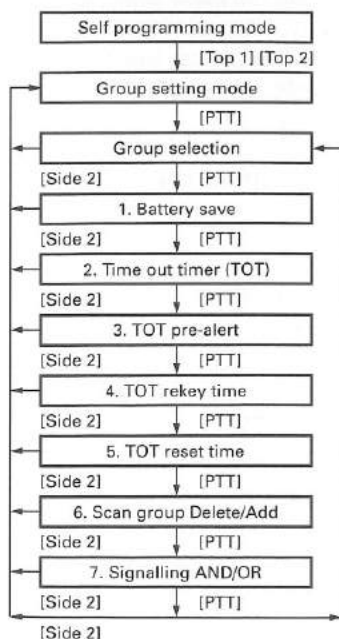 Self programming mode
[Top 1] [Top 2]
Group setting mode
[PTT]
Group selection
[Side 2] [PTT]
1. Battery save
[Side 2] [PTT]
2. Time out timer (TOT)
[Side 2] [PTT]
3. TOT pre-alert
[Side 2] [PTT]
4. TOT rekey time
[Side 2] [PTT]
5. TOT reset time
[Side 2] [PTT]
6. Scan group Delete/Add
[Side 2] [PTT]
7. Signalling AND/OR
[Side 2] [PTT]
[Side 2]